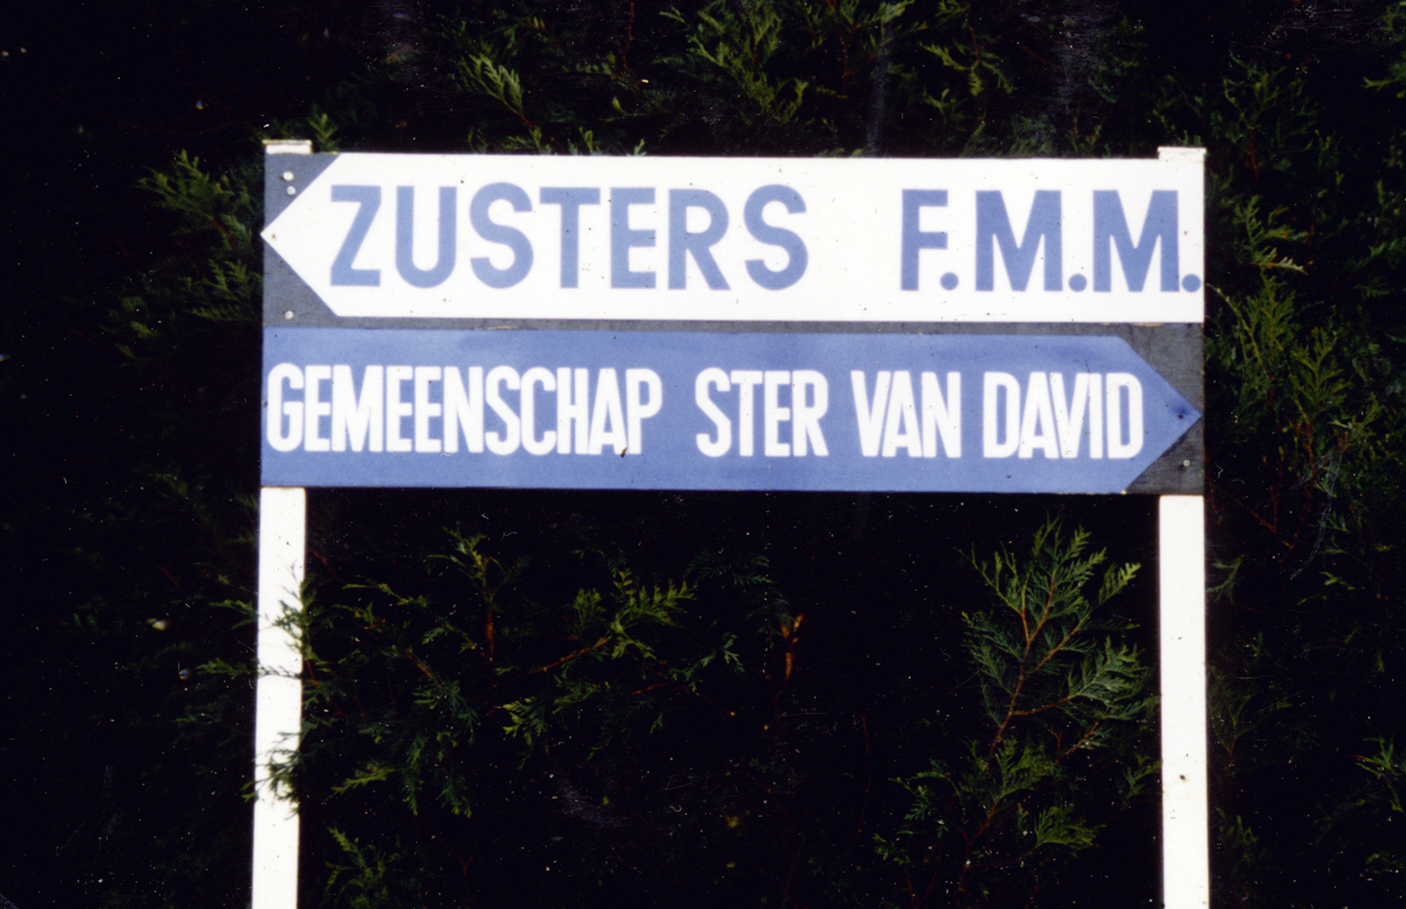 ZUSTERS F.M.M.
GEMEENSCHAP STER VAN DAVID